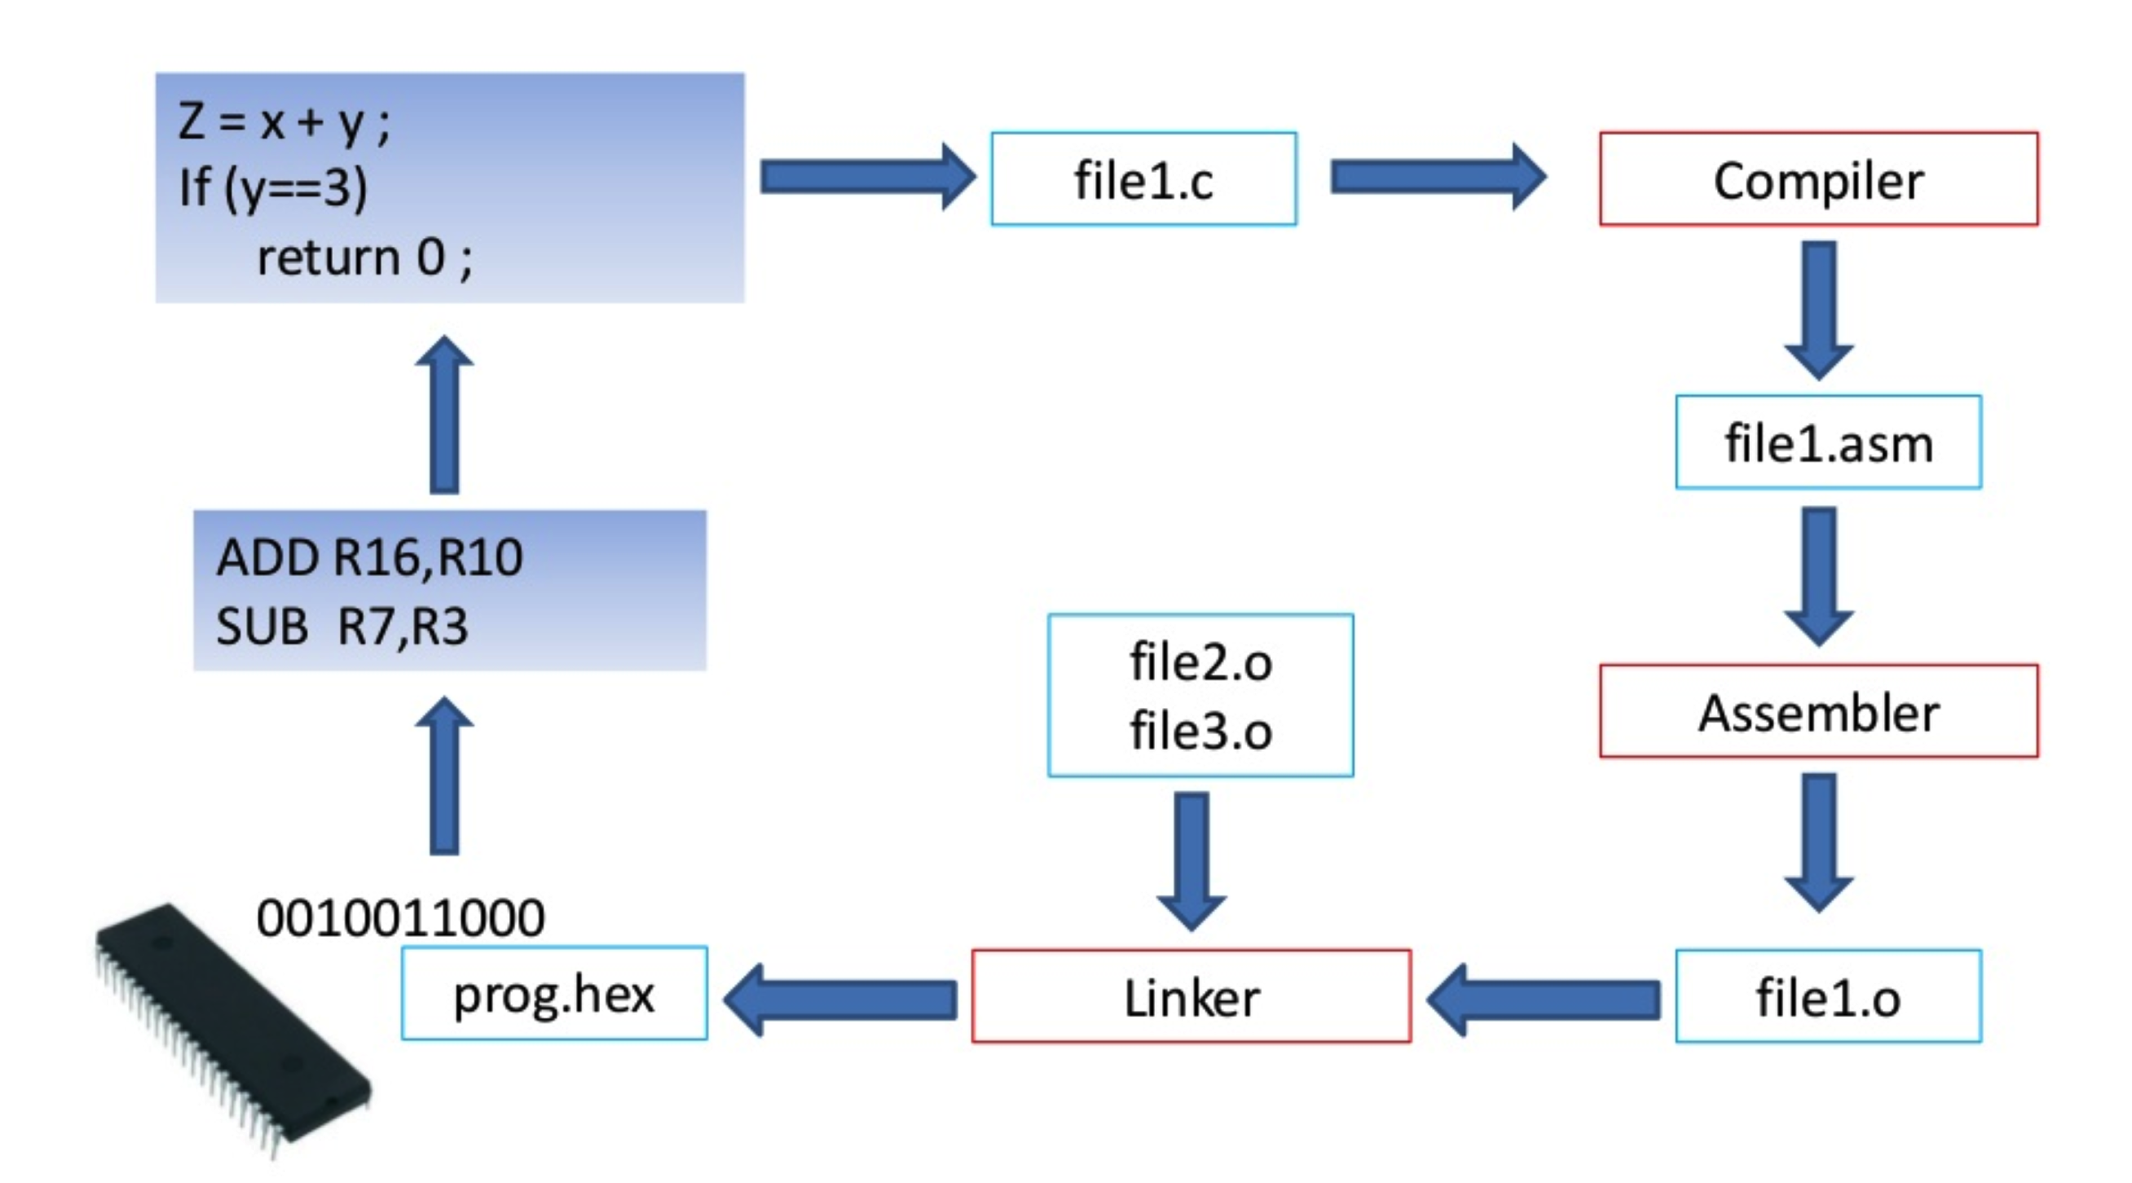 Z = x + y ;
If (y==3)
return 0 ;
file1.c
Compiler
file1.asm
ADD R16,R10
SUB R7,R3
file2.o
file3.o
Assembler
0010011000
prog.hex
Linker
file1.o